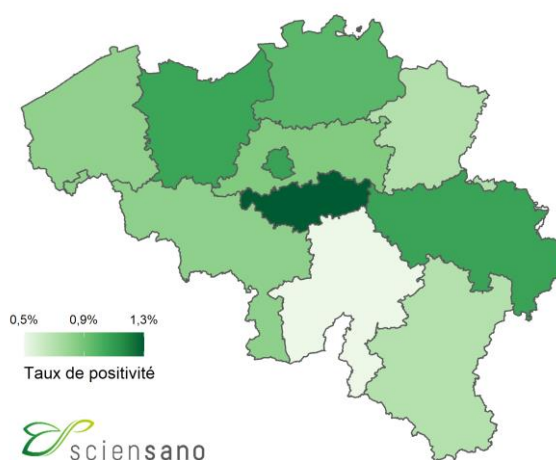 0,5% 0,9% 1,3%
Taux de positivité
sciensano